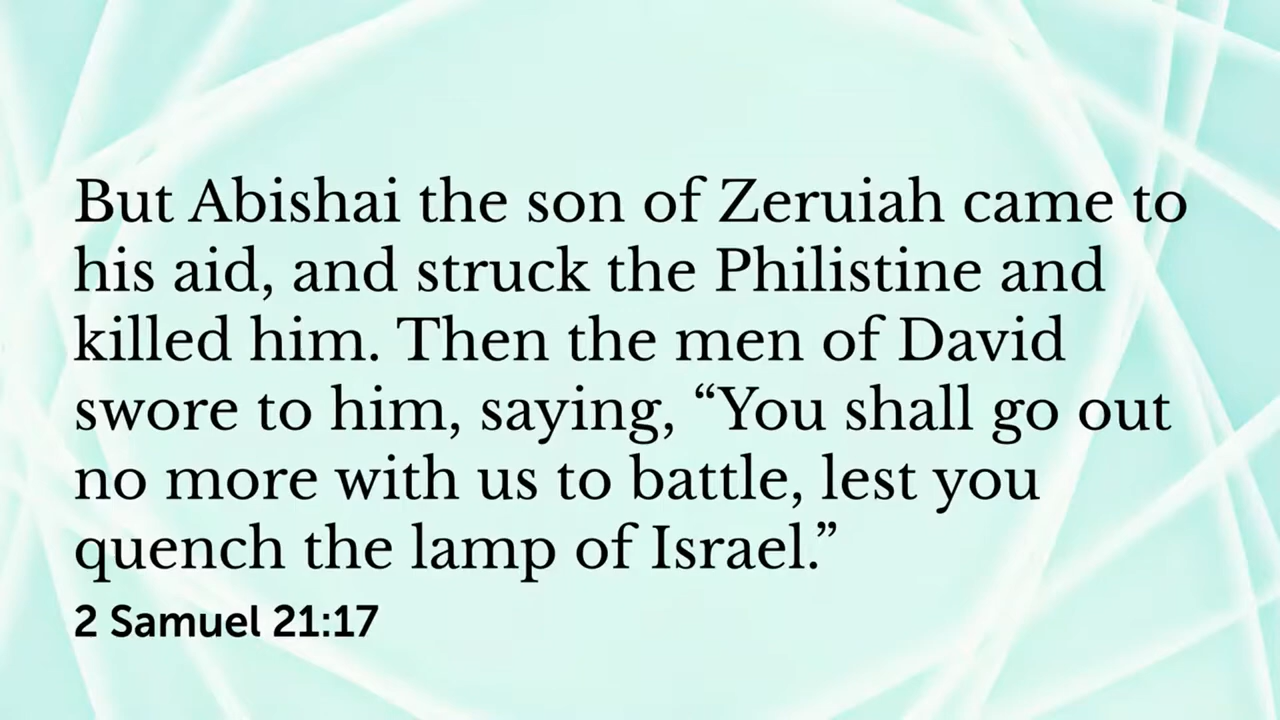 But Abishai the son of Zeruiah came to
his aid, and struck the Philistine and
killed him. Then the men of David
swore to him, saying, “You shall go out
no more with us to battle, lest you
quench the lamp of Israel.”
2 Samuel 21:17